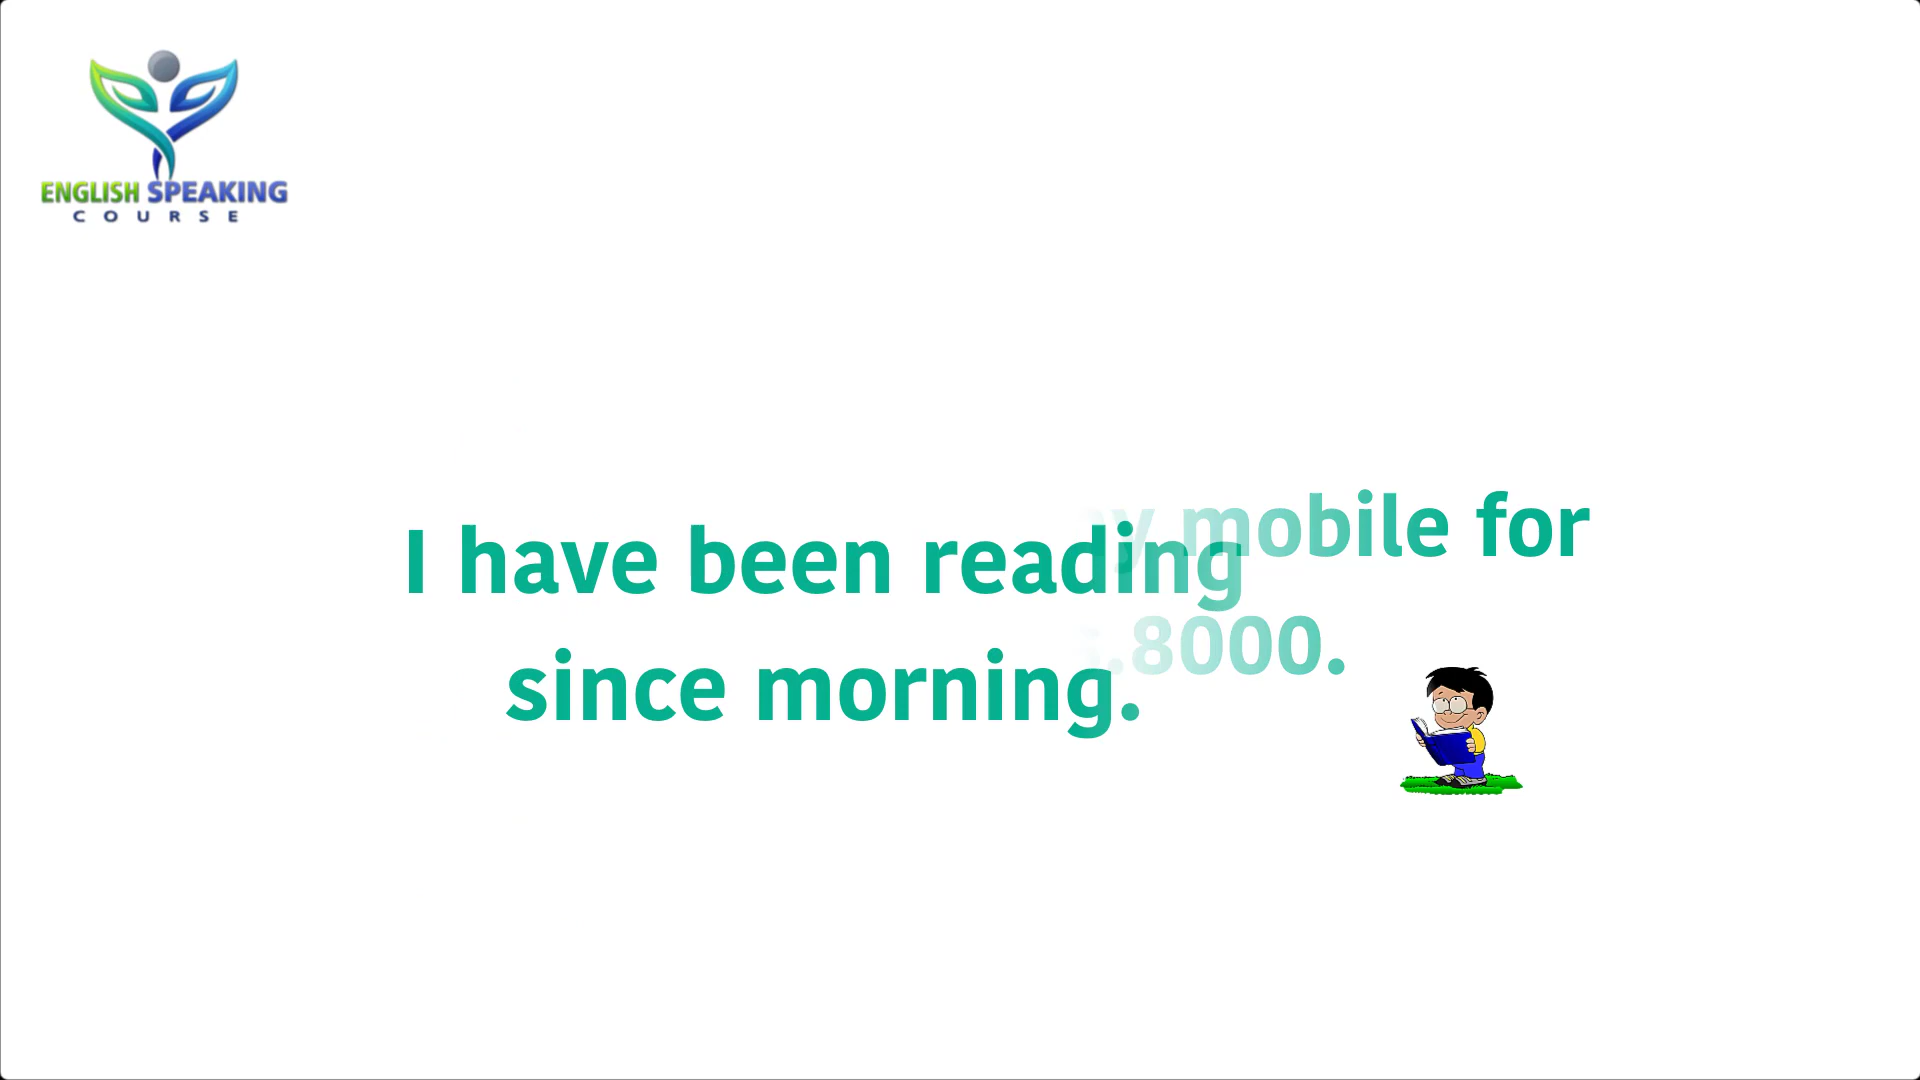 ENGLISH SPEAKING
COURSE
I have been reading
since morning.
mobile for
.8000.